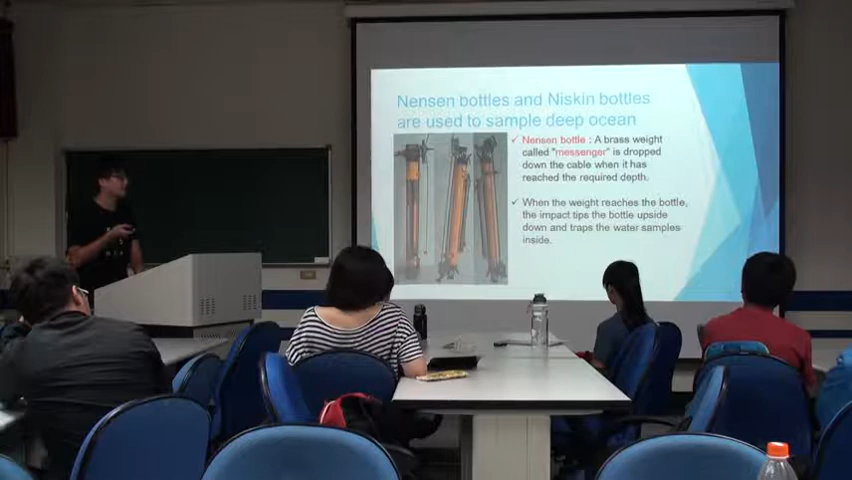 Nensen bottles and Niskin bottles
are used to sample deep ocean
✓ Nensen bottle : A brass weight
called "messenger" is dropped
down the cable when it has
reached the required depth.
✓ When the weight reaches the bottle,
the impact tips the bottle upside
down and traps the water samples
inside.